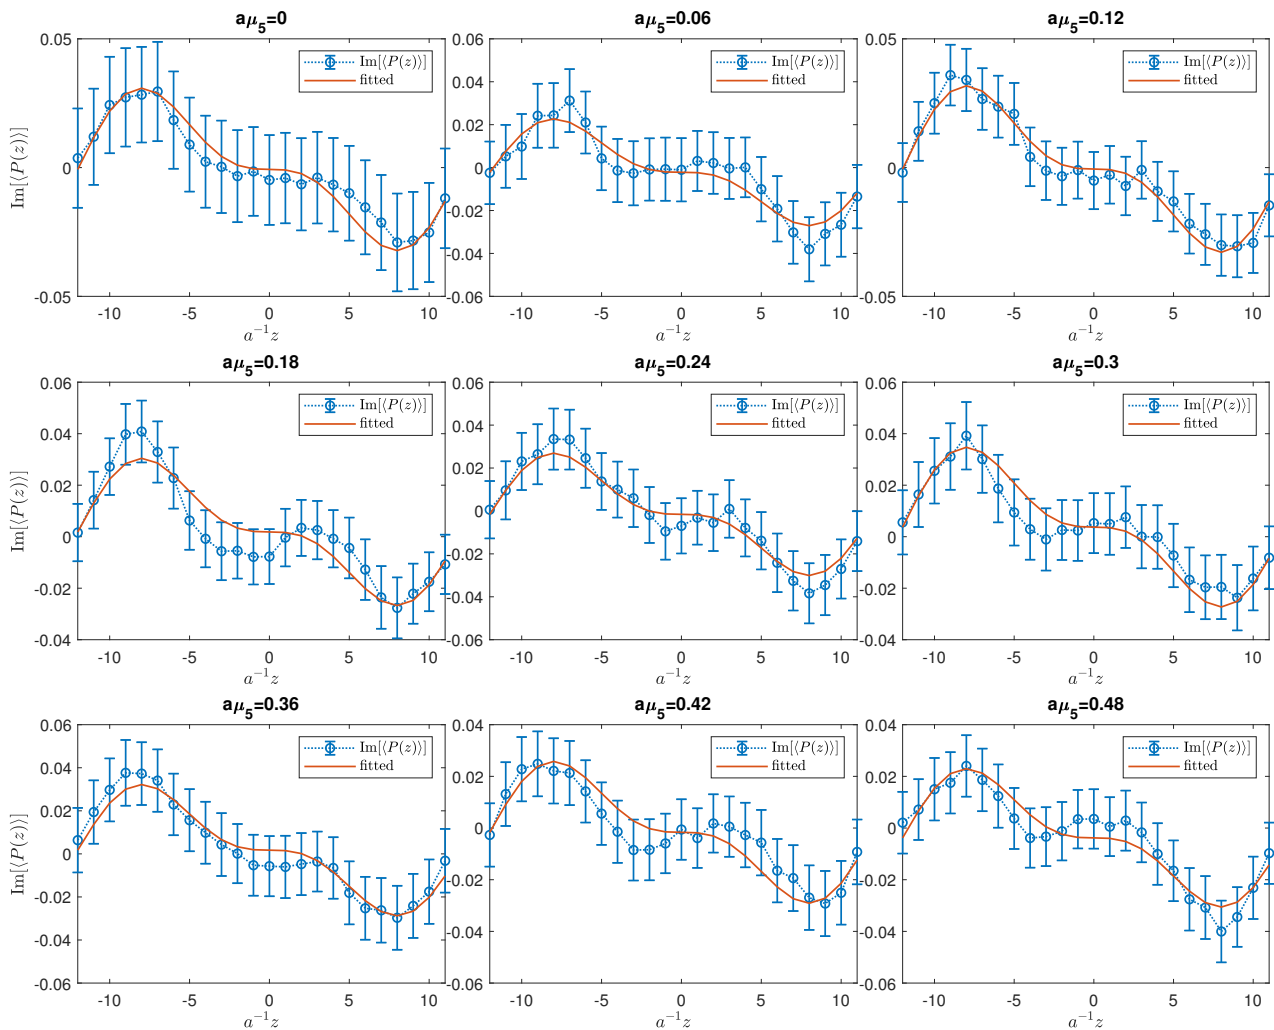 aμ5=0
aμ5=0.06
aμ5=0.12
0.05
0
-0.05
Im[⟨P(z)⟩]
Im[⟨P(z)⟩]
fitted
-10 -5 0 5 10
a⁻¹z
0.06
0.04
0.02
0
-0.02
-0.04
-0.06
Im[⟨P(z)⟩]
fitted
-10 -5 0 5 10
a⁻¹z
0.05
0
-0.05
Im[⟨P(z)⟩]
fitted
-10 -5 0 5 10
a⁻¹z
aμ5=0.18
aμ5=0.24
aμ5=0.3
0.06
0.04
0.02
0
-0.02
-0.04
Im[⟨P(z)⟩]
Im[⟨P(z)⟩]
fitted
-10 -5 0 5 10
a⁻¹z
0.06
0.04
0.02
0
-0.02
-0.04
-0.06
Im[⟨P(z)⟩]
fitted
-10 -5 0 5 10
a⁻¹z
0.06
0.04
0.02
0
-0.02
-0.04
Im[⟨P(z)⟩]
fitted
-10 -5 0 5 10
a⁻¹z
aμ5=0.36
aμ5=0.42
aμ5=0.48
0.06
0.04
0.02
0
-0.02
-0.04
-0.06
Im[⟨P(z)⟩]
Im[⟨P(z)⟩]
fitted
-10 -5 0 5 10
a⁻¹z
0.04
0.02
0
-0.02
-0.04
-0.06
Im[⟨P(z)⟩]
fitted
-10 -5 0 5 10
a⁻¹z
0.04
0.02
0
-0.02
-0.04
-0.06
Im[⟨P(z)⟩]
fitted
-10 -5 0 5 10
a⁻¹z